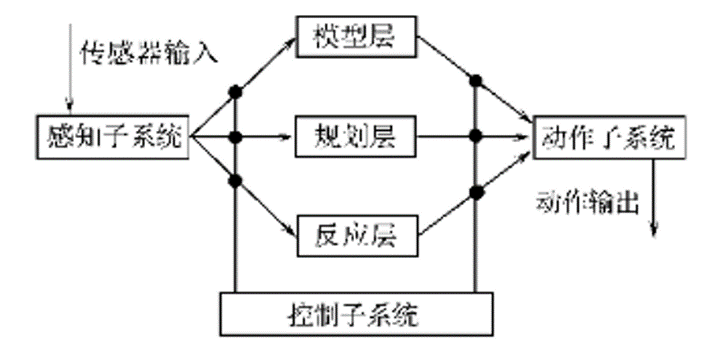 传感器输入
模型层
感知子系统
规划层
动作子系统
动作输出
反应层
控制子系统